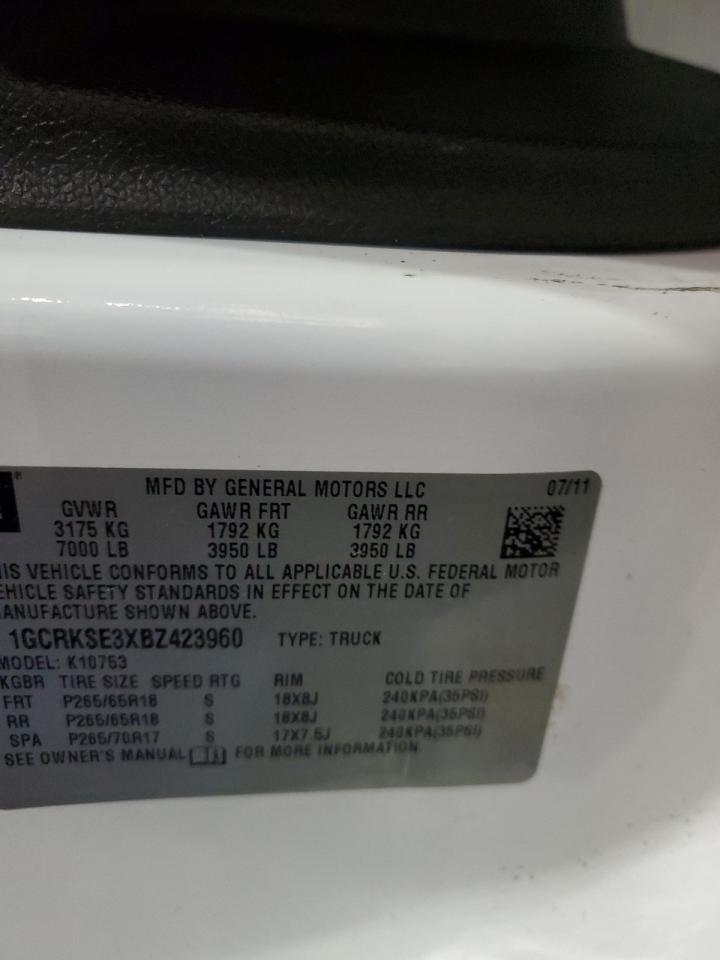 MFD BY GENERAL MOTORS LLC 07/11
GVWR GAWR FRT GAWR RR
3175 KG 1792 KG 1792 KG
7000 LB 3950 LB 3950 LB
IS VEHICLE CONFORMS TO ALL APPLICABLE U.S. FEDERAL MOTOR
EHICLE SAFETY STANDARDS IN EFFECT ON THE DATE OF
ANUFACTURE SHOWN ABOVE.
1GCRKSE3XBZ423960 TYPE: TRUCK
MODEL: K10753
KGBR TIRE SIZE SPEED RTG RIM COLD TIRE PRESSURE
FRT P265/65R18 S 18X8J 240KPA(35PSI)
RR P265/65R18 S 18X8J 240KPA(35PSI)
SPA P265/70R17 S 17X7.5J 240KPA(35PSI)
SEE OWNER'S MANUAL FOR MORE INFORMATION.